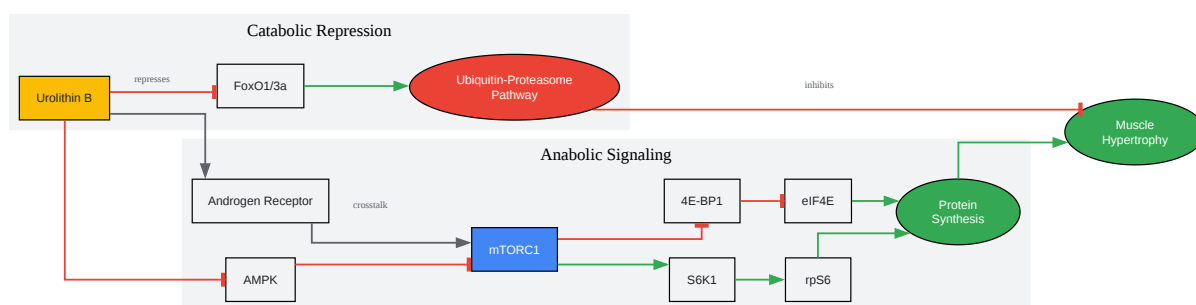 Catabolic Repression
Urolithin B
represses
FoxO1/3a
Ubiquitin-Proteasome
Pathway
inhibits
Muscle
Hypertrophy
Anabolic Signaling
Androgen Receptor
crosstalk
mTORC1
4E-BP1
eIF4E
Protein
Synthesis
AMPK
S6K1
rpS6